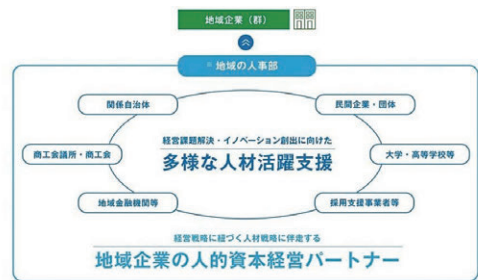 地域企業（群）
地域の人事部
関係自治体
民間企業・団体
経営課題解決・イノベーション創出に向けた
多様な人材活躍支援
商工会議所・商工会
大学・高等学校等
地域金融機関等
採用支援事業者等
経営戦略に紐づく人材戦略に伴走する
地域企業の人的資本経営パートナー